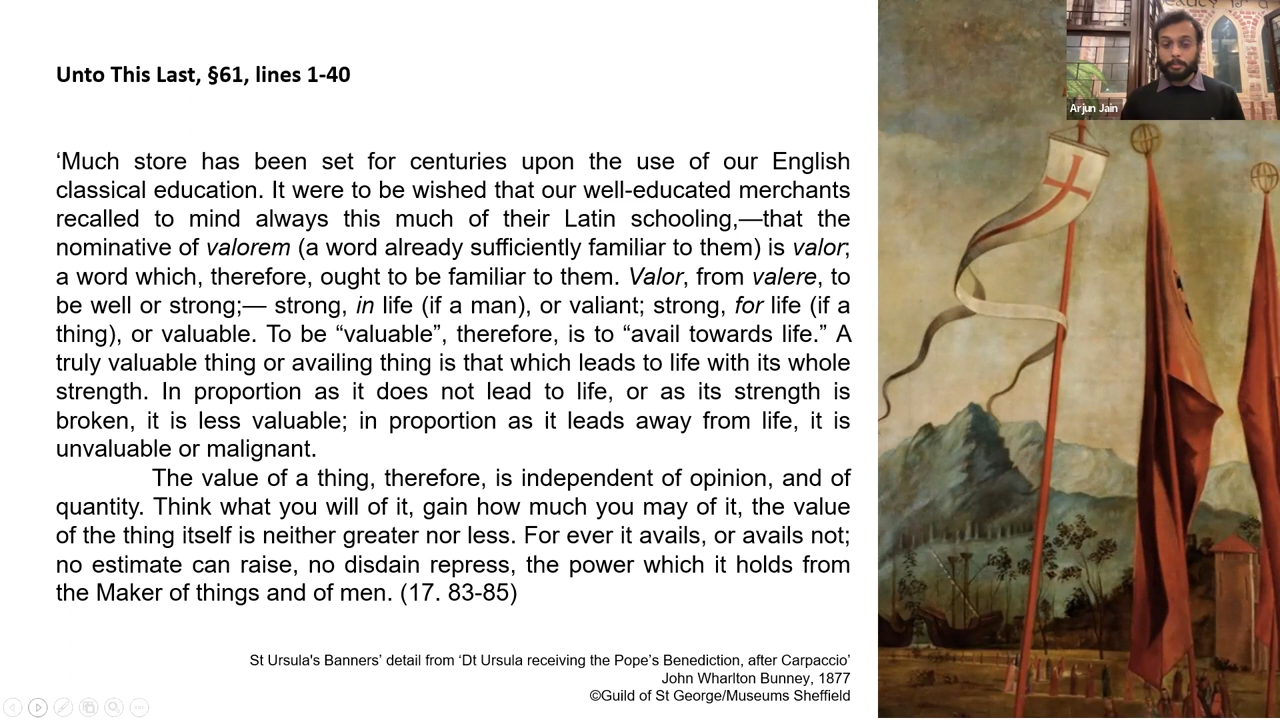 Unto This Last, §61, lines 1-40
‘Much store has been set for centuries upon the use of our English
classical education. It were to be wished that our well-educated merchants
recalled to mind always this much of their Latin schooling,—that the
nominative of valorem (a word already sufficiently familiar to them) is valor;
a word which, therefore, ought to be familiar to them. Valor, from valere, to
be well or strong;— strong, in life (if a man), or valiant; strong, for life (if a
thing), or valuable. To be “valuable”, therefore, is to “avail towards life.” A
truly valuable thing or availing thing is that which leads to life with its whole
strength. In proportion as it does not lead to life, or as its strength is
broken, it is less valuable; in proportion as it leads away from life, it is
unvaluable or malignant.
The value of a thing, therefore, is independent of opinion, and of
quantity. Think what you will of it, gain how much you may of it, the value
of the thing itself is neither greater nor less. For ever it avails, or avails not;
no estimate can raise, no disdain repress, the power which it holds from
the Maker of things and of men. (17. 83-85)
St Ursula's Banners’ detail from ‘Dt Ursula receiving the Pope’s Benediction, after Carpaccio’
John Wharlton Bunney, 1877
©Guild of St George/Museums Sheffield
Arjun Jain